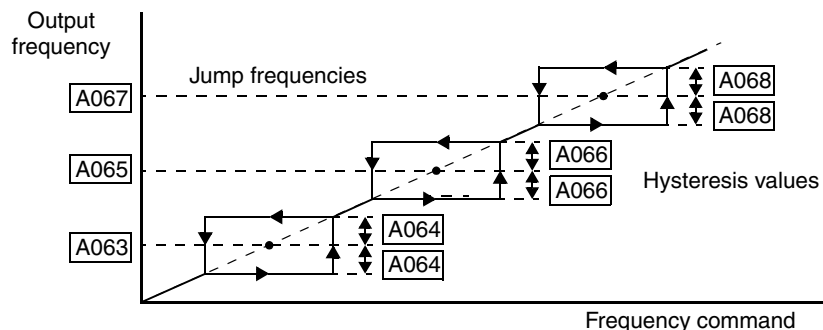 Output
frequency
Jump frequencies
A067
A068
A068
A065
A066
A066
Hysteresis values
A063
A064
A064
Frequency command